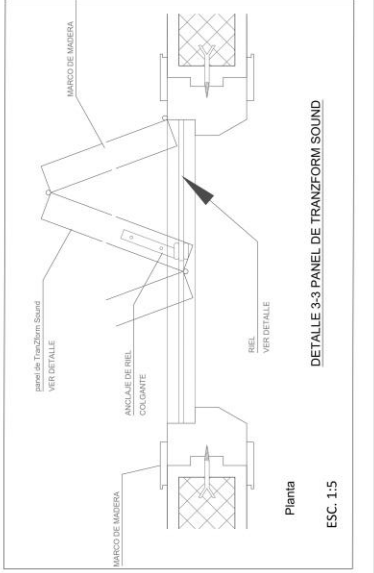 MARCO DE MADERA
panel de TranZform Sound
VER DETALLE
ANCLAJE DE RIEL
COLGANTE
RIEL
VER DETALLE
MARCO DE MADERA
DETALLE 3-3 PANEL DE TRANZFORM SOUND
Planta
ESC. 1:5